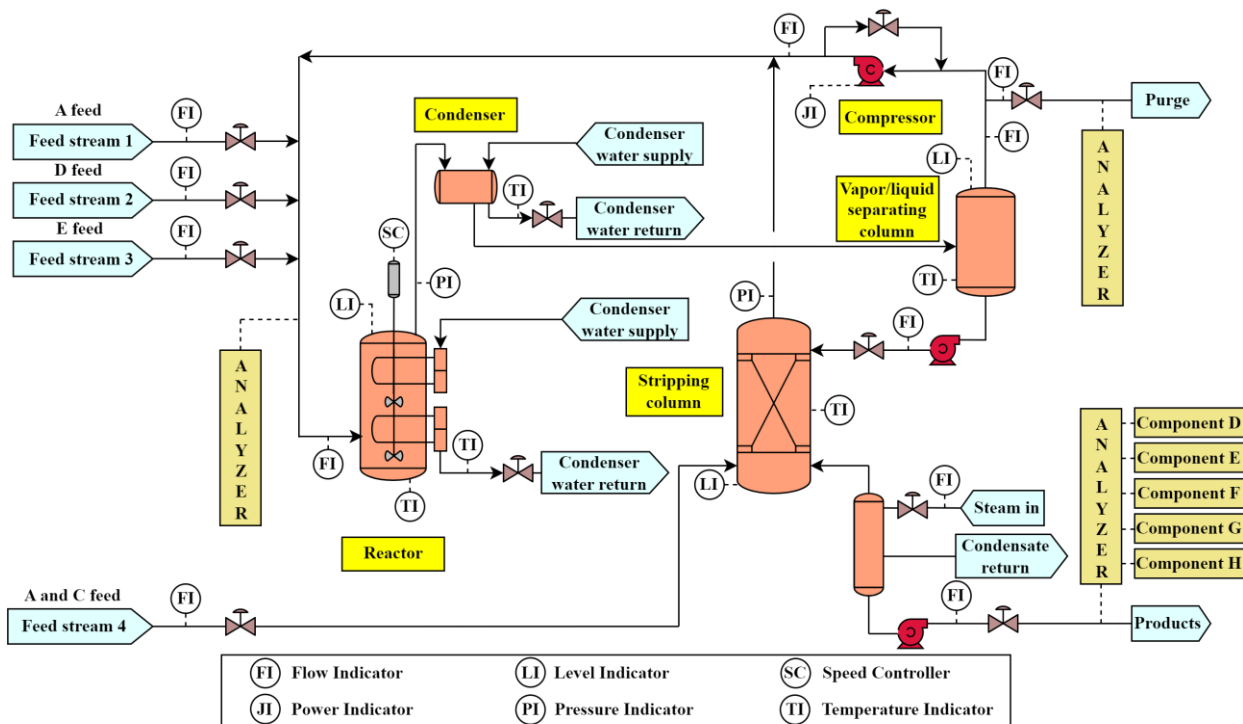 FI
FI
A feed
Feed stream 1
FI
D feed
Feed stream 2
FI
E feed
Feed stream 3
FI
Condenser
Condenser
water supply
TI
Condenser
water return
JI
Compressor
FI
Purge
FI
LI
Vapor/liquid
separating
column
TI
A
N
A
L
Y
Z
E
R
SC
PI
LI
Condenser
water supply
PI
FI
A
N
A
L
Y
Z
E
R
Stripping
column
TI
FI
TI
Condenser
water return
TI
LI
Reactor
FI
Steam in
Condensate
return
A
N
A
L
Y
Z
E
R
Component D
Component E
Component F
Component G
Component H
A and C feed
Feed stream 4
FI
C
C
C
Products
FI Flow Indicator
LI Level Indicator
SC Speed Controller
JI Power Indicator
PI Pressure Indicator
TI Temperature Indicator